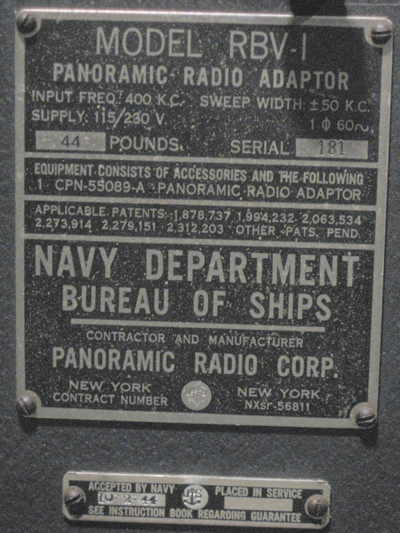 MODEL RBV-1
PANORAMIC RADIO ADAPTOR
INPUT FREQ. 400 K.C. SWEEP WIDTH: ±50 K.C.
SUPPLY: 115/230 V. 1 Φ 60~
44 POUNDS. SERIAL 181
EQUIPMENT CONSISTS OF ACCESSORIES AND THE FOLLOWING
1 CPN-55089-A PANORAMIC RADIO ADAPTOR
APPLICABLE PATENTS: 1,878,737 1,994,232 2,063,534
2,273,914 2,279,151 2,312,203 OTHER PATS. PEND.
NAVY DEPARTMENT
BUREAU OF SHIPS
CONTRACTOR AND MANUFACTURER
PANORAMIC RADIO CORP.
NEW YORK NEW YORK
CONTRACT NUMBER NXsr-56811
ACCEPTED BY NAVY PLACED IN SERVICE
10-2-44
SEE INSTRUCTION BOOK REGARDING GUARANTEE